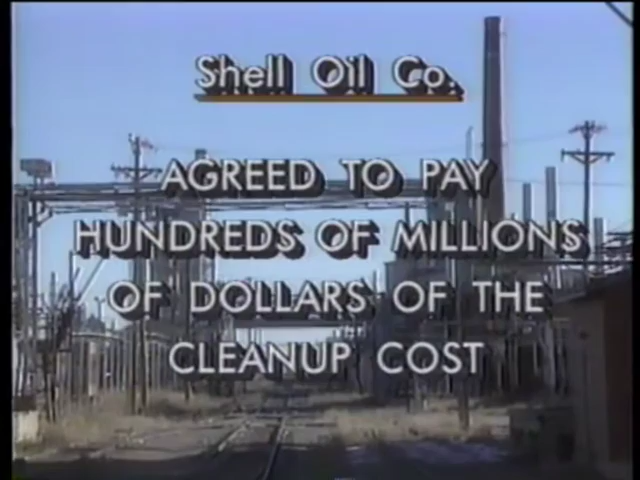 Shell Oil Co.
AGREED TO PAY
HUNDREDS OF MILLIONS
OF DOLLARS OF THE
CLEANUP COST